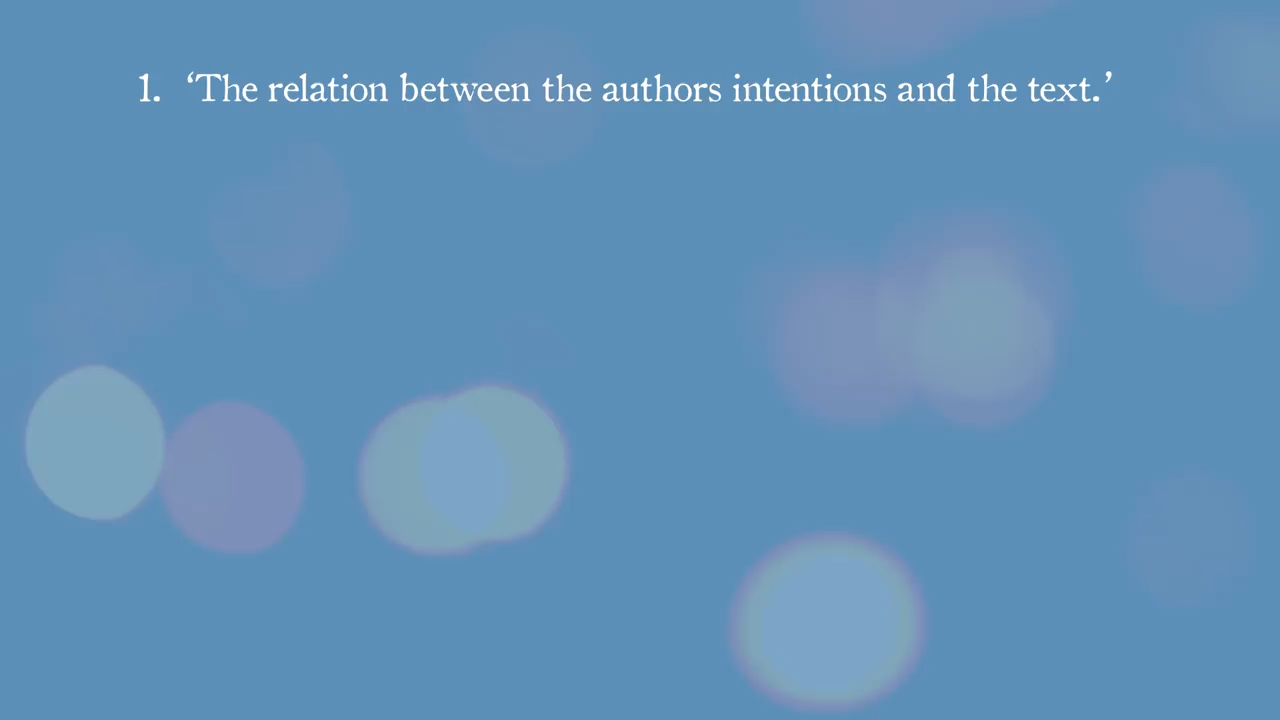 1. ‘The relation between the authors intentions and the text.’